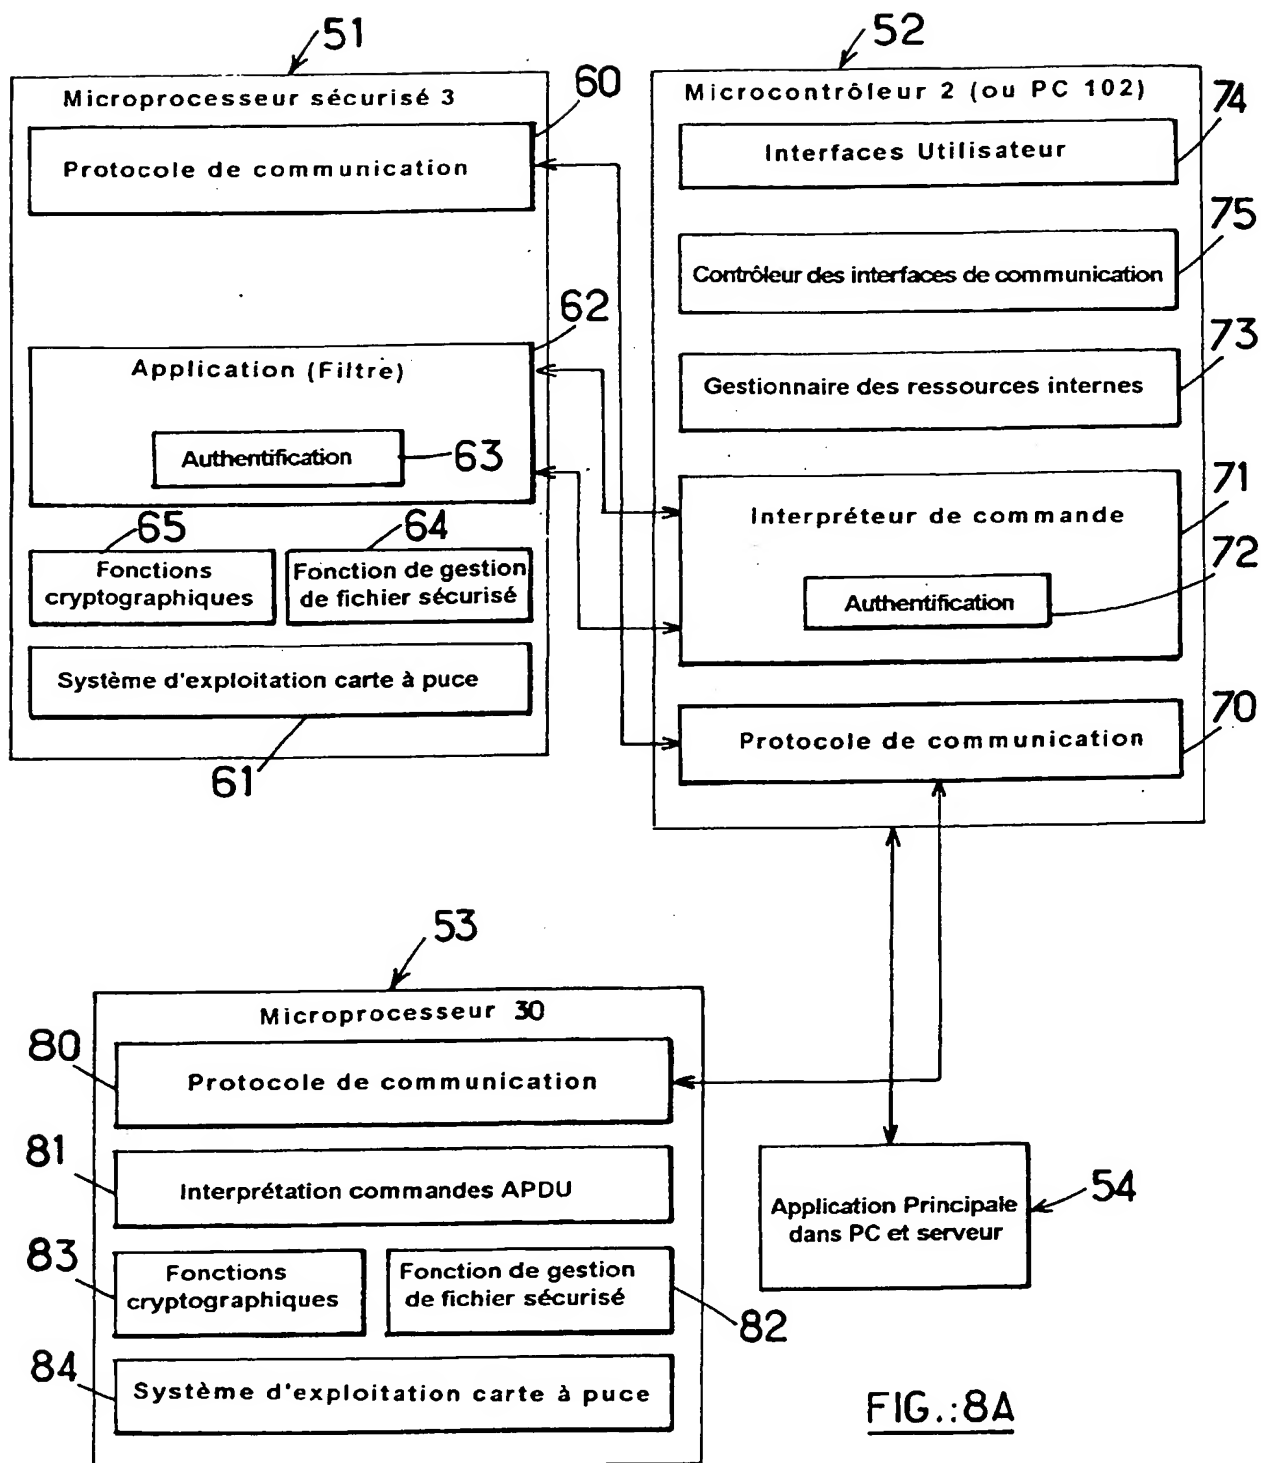 51
Microprocesseur sécurisé 3
60
Protocole de communication
62
Application (Filtre)
Authentification
63
65
64
Fonctions
cryptographiques
Fonction de gestion
de fichier sécurisé
Système d'exploitation carte à puce
61
52
Microcontrôleur 2 (ou PC 102)
74
Interfaces Utilisateur
75
Contrôleur des interfaces de communication
73
Gestionnaire des ressources internes
71
Interpréteur de commande
72
Authentification
70
Protocole de communication
53
Microprocesseur 30
80
Protocole de communication
81
Interprétation commandes APDU
83
Fonctions
cryptographiques
Fonction de gestion
de fichier sécurisé
82
84
Système d'exploitation carte à puce
Application Principale
dans PC et serveur
54
FIG.:8A